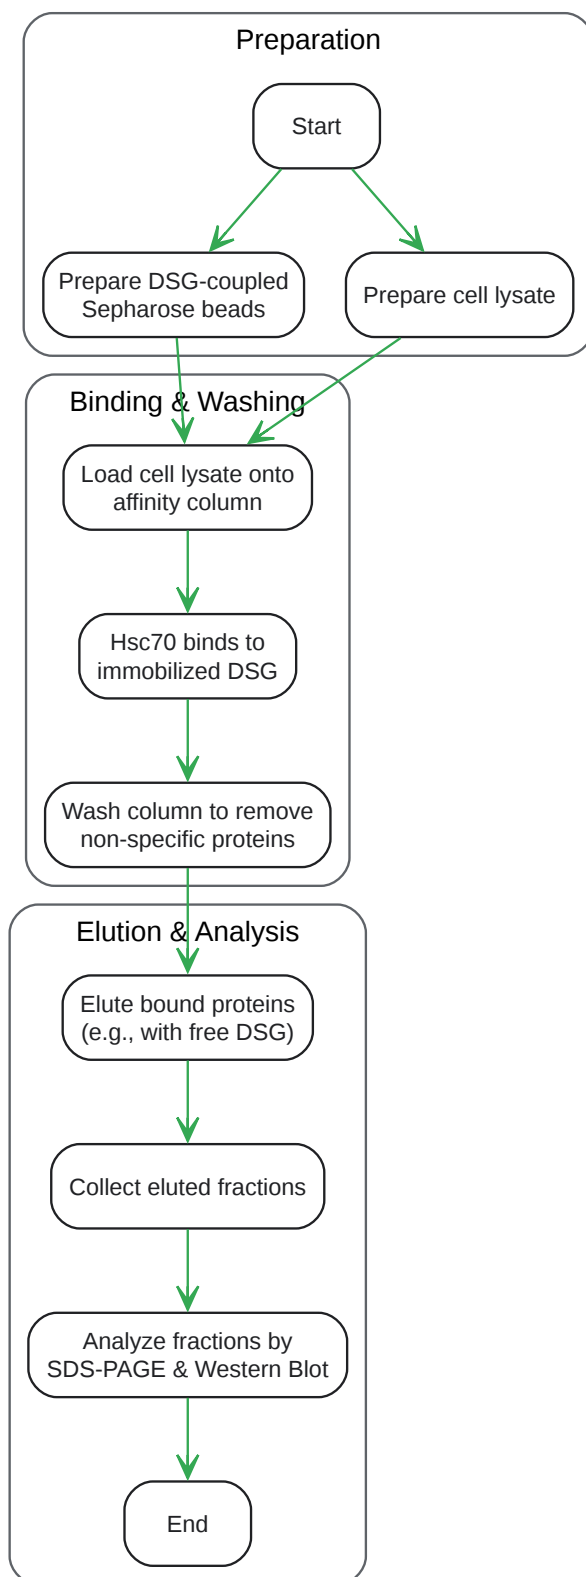 Preparation
Start
Prepare DSG-coupled
Sepharose beads
Prepare cell lysate
Binding & Washing
Load cell lysate onto
affinity column
Hsc70 binds to
immobilized DSG
Wash column to remove
non-specific proteins
Elution & Analysis
Elute bound proteins
(e.g., with free DSG)
Collect eluted fractions
Analyze fractions by
SDS-PAGE & Western Blot
End